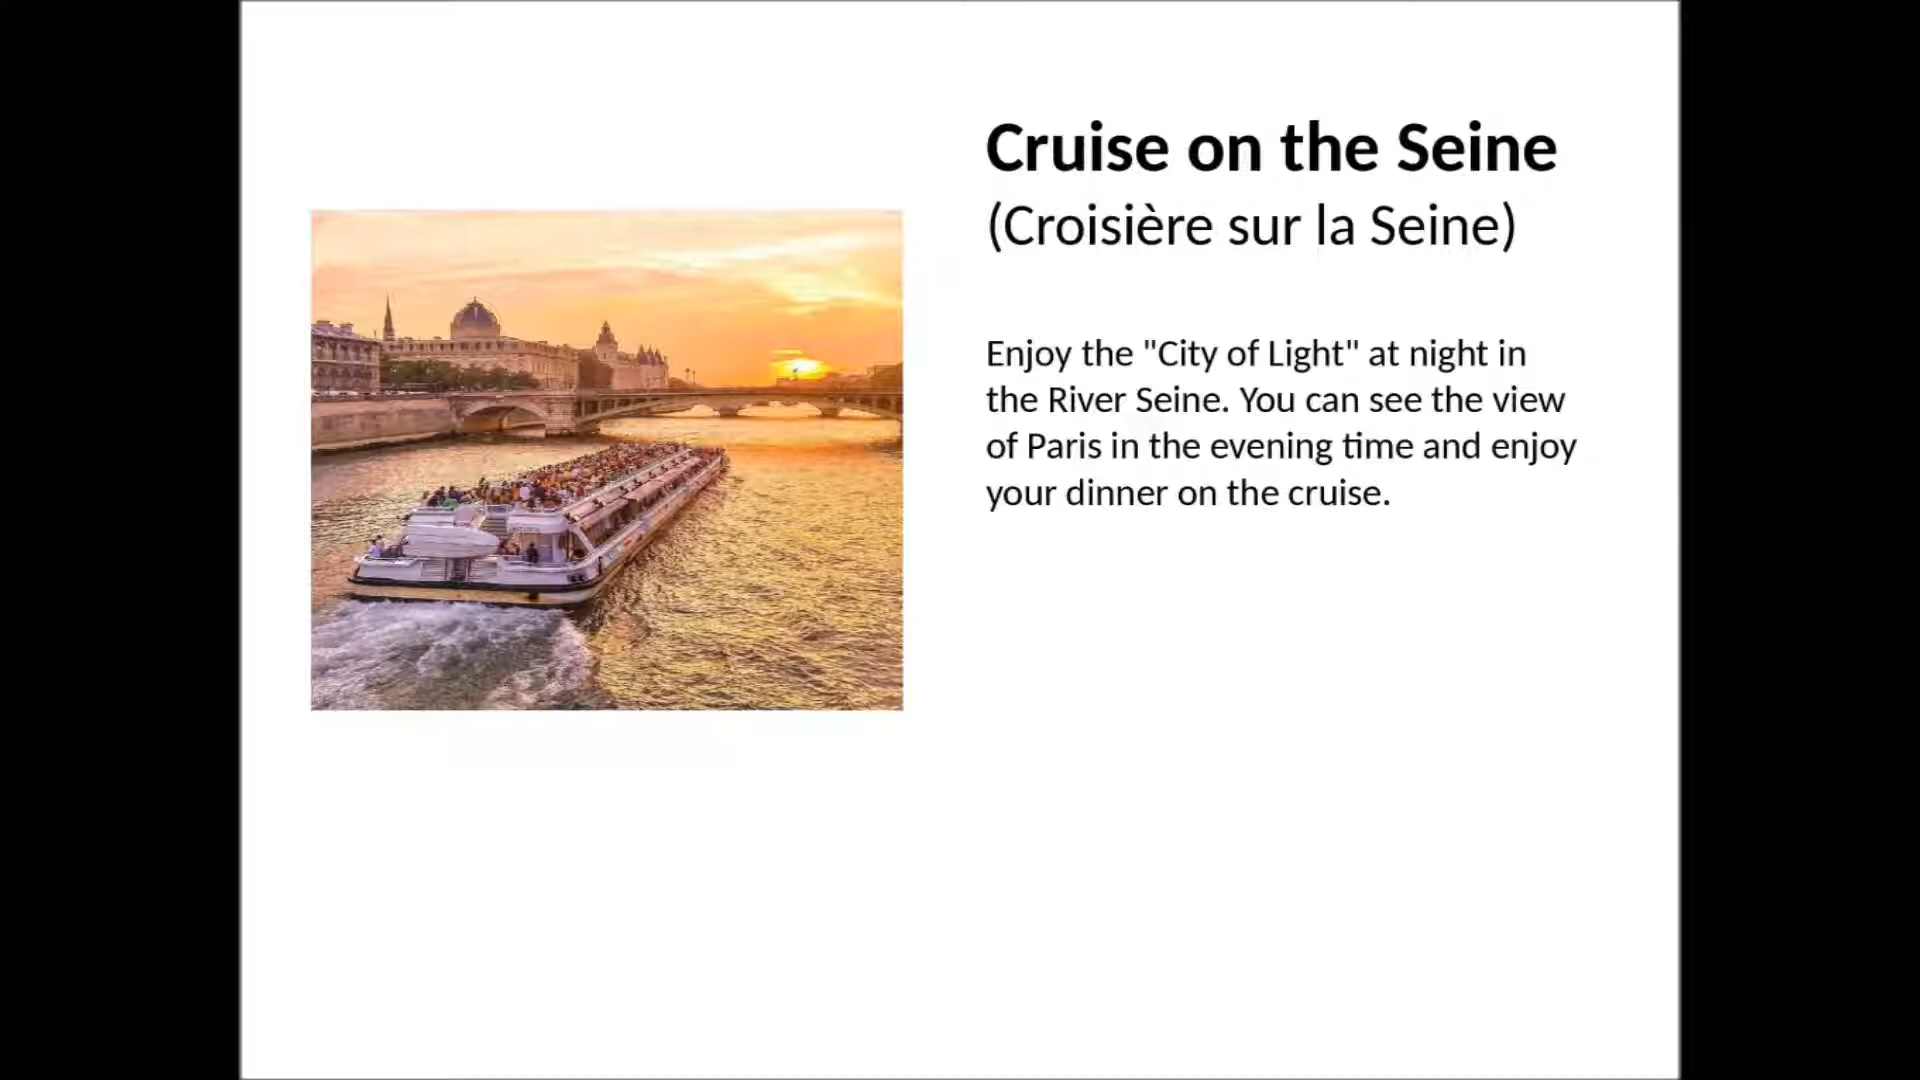 Cruise on the Seine
(Croisière sur la Seine)
Enjoy the "City of Light" at night in
the River Seine. You can see the view
of Paris in the evening time and enjoy
your dinner on the cruise.